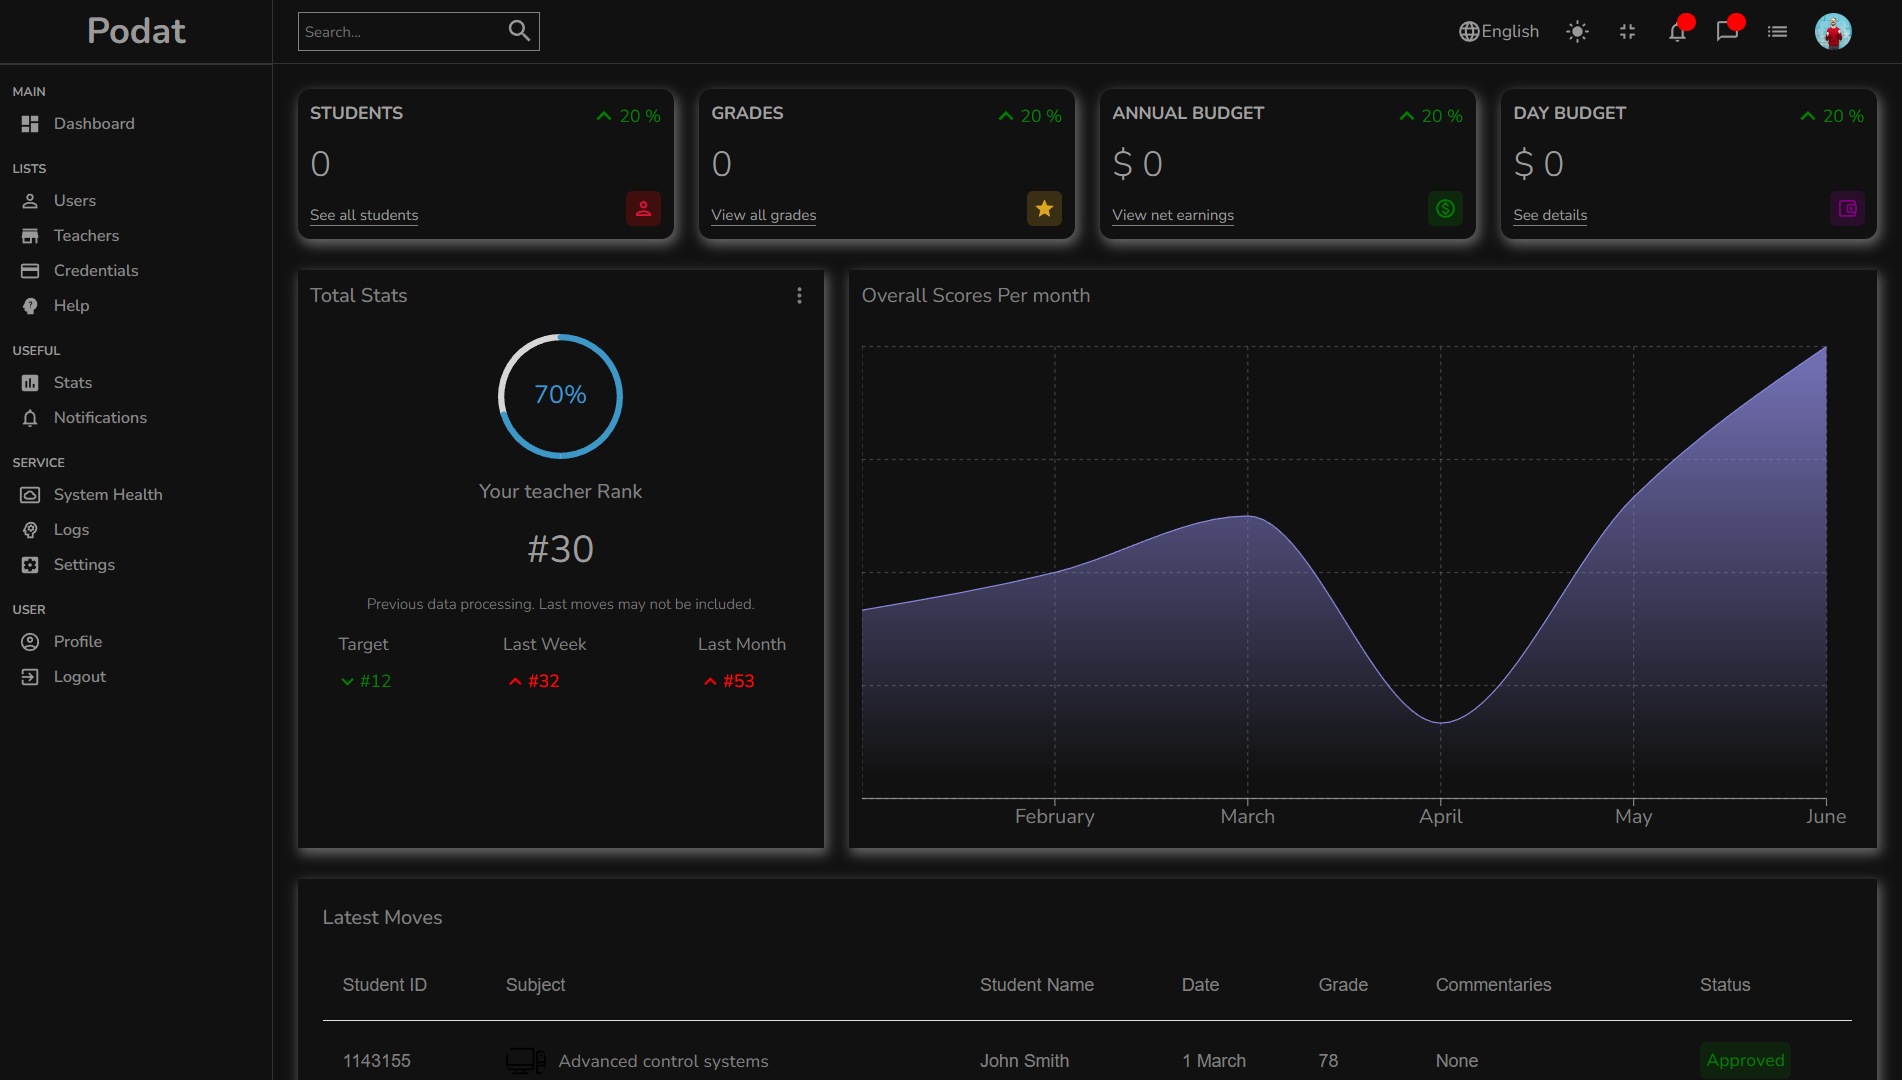 Podat
Search...
English
MAIN
Dashboard
LISTS
Users
Teachers
Credentials
Help
USEFUL
Stats
Notifications
SERVICE
System Health
Logs
Settings
USER
Profile
Logout
STUDENTS 20 %
0
See all students
GRADES 20 %
0
View all grades
ANNUAL BUDGET 20 %
$ 0
View net earnings
DAY BUDGET 20 %
$ 0
See details
Total Stats
70%
Your teacher Rank
#30
Previous data processing. Last moves may not be included.
Target Last Week Last Month
#12 #32 #53
Overall Scores Per month
February March April May June
Latest Moves
Student ID Subject Student Name Date Grade Commentaries Status
1143155 Advanced control systems John Smith 1 March 78 None Approved